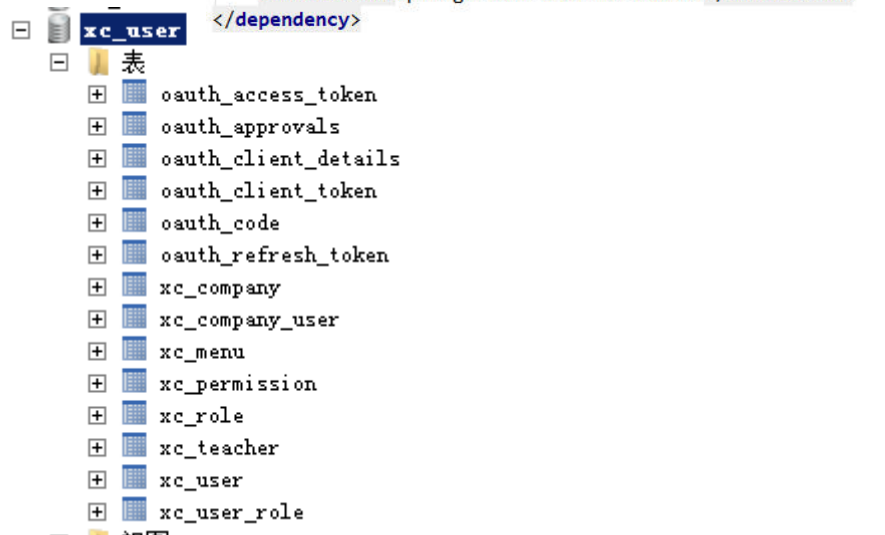 </dependency>
xc_user
表
oauth_access_token
oauth_approvals
oauth_client_details
oauth_client_token
oauth_code
oauth_refresh_token
xc_company
xc_company_user
xc_menu
xc_permission
xc_role
xc_teacher
xc_user
xc_user_role